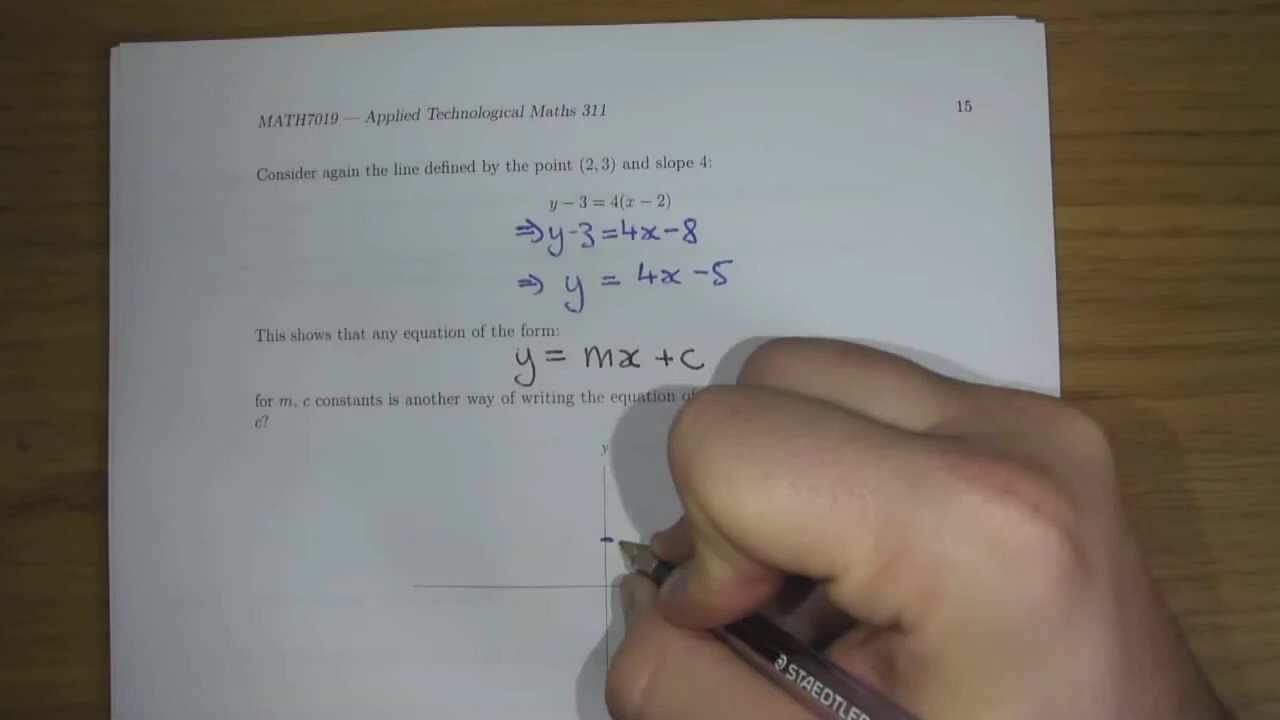 MATH7019 — Applied Technological Maths 311
15
Consider again the line defined by the point (2, 3) and slope 4:
y − 3 = 4(x − 2)
⇒ y-3 = 4x-8
⇒ y = 4x -5
This shows that any equation of the form:
y = mx + c
for m, c constants is another way of writing the equation
c?
y
STAEDTLER